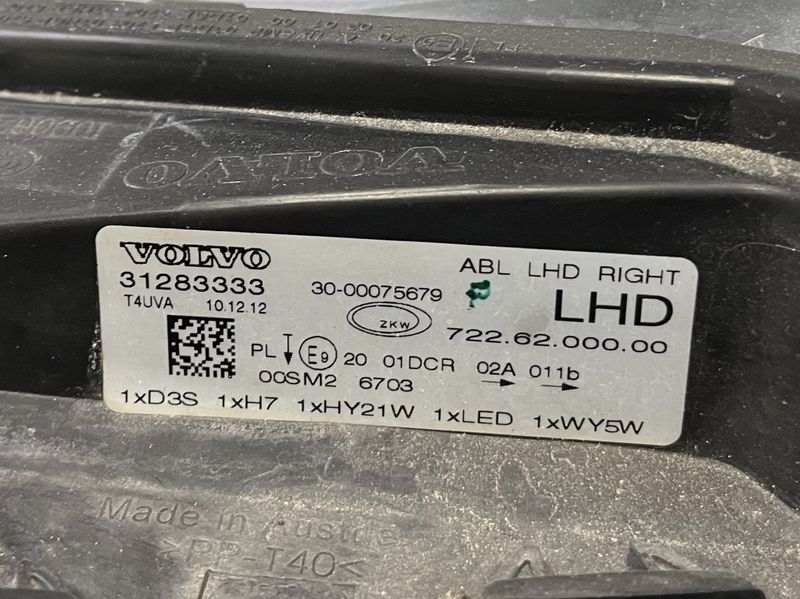 VOLVO
VOLVO
31283333
T4UVA 10.12.12
30-00075679
ZKW
ABL LHD RIGHT
LHD
722.62.000.00
PL E9 20 01DCR 02A 011b
00SM2 6703
1xD3S 1xH7 1xHY21W 1xLED 1xWY5W
Made in Austria
>PP-T40<